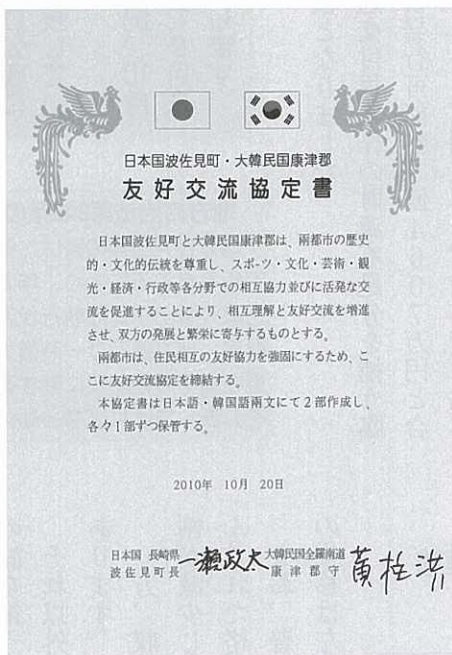 日本国波佐見町・大韓民国康津郡
友好交流協定書
日本国波佐見町と大韓民国康津郡は、両都市の歴史
的・文化的伝統を尊重し、スポーツ・文化・芸術・観
光・経済・行政等各分野での相互協力並びに活発な交
流を促進することにより、相互理解と友好交流を増進
させ、双方の発展と繁栄に寄与するものとする。
両都市は、住民相互の友好協力を強固にするため、こ
こに友好交流協定を締結する。
本協定書は日本語・韓国語両文にて2部作成し、
各々1部ずつ保管する。
2010年 10月 20日
日本国 長崎県 一瀬政太 大韓民国全羅南道 黄柱洪
波佐見町長 康津郡守